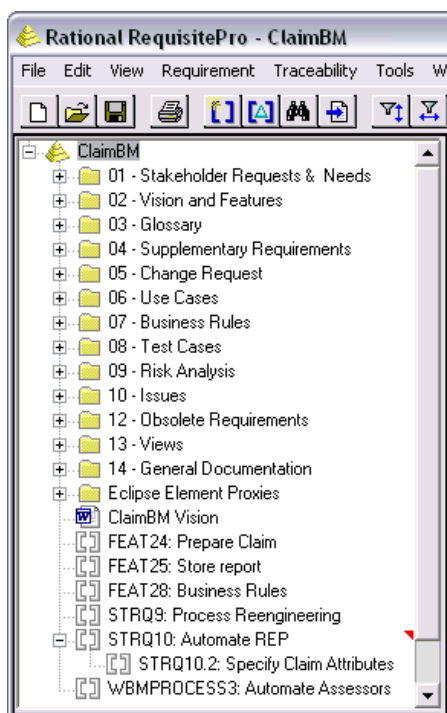 Rational RequisitePro - ClaimBM
File Edit View Requirement Traceability Tools W
ClaimBM
01 - Stakeholder Requests & Needs
02 - Vision and Features
03 - Glossary
04 - Supplementary Requirements
05 - Change Request
06 - Use Cases
07 - Business Rules
08 - Test Cases
09 - Risk Analysis
10 - Issues
12 - Obsolete Requirements
13 - Views
14 - General Documentation
Eclipse Element Proxies
ClaimBM Vision
FEAT24: Prepare Claim
FEAT25: Store report
FEAT28: Business Rules
STRQ9: Process Reengineering
STRQ10: Automate REP
STRQ10.2: Specify Claim Attributes
WBMPROCESS3: Automate Assessors